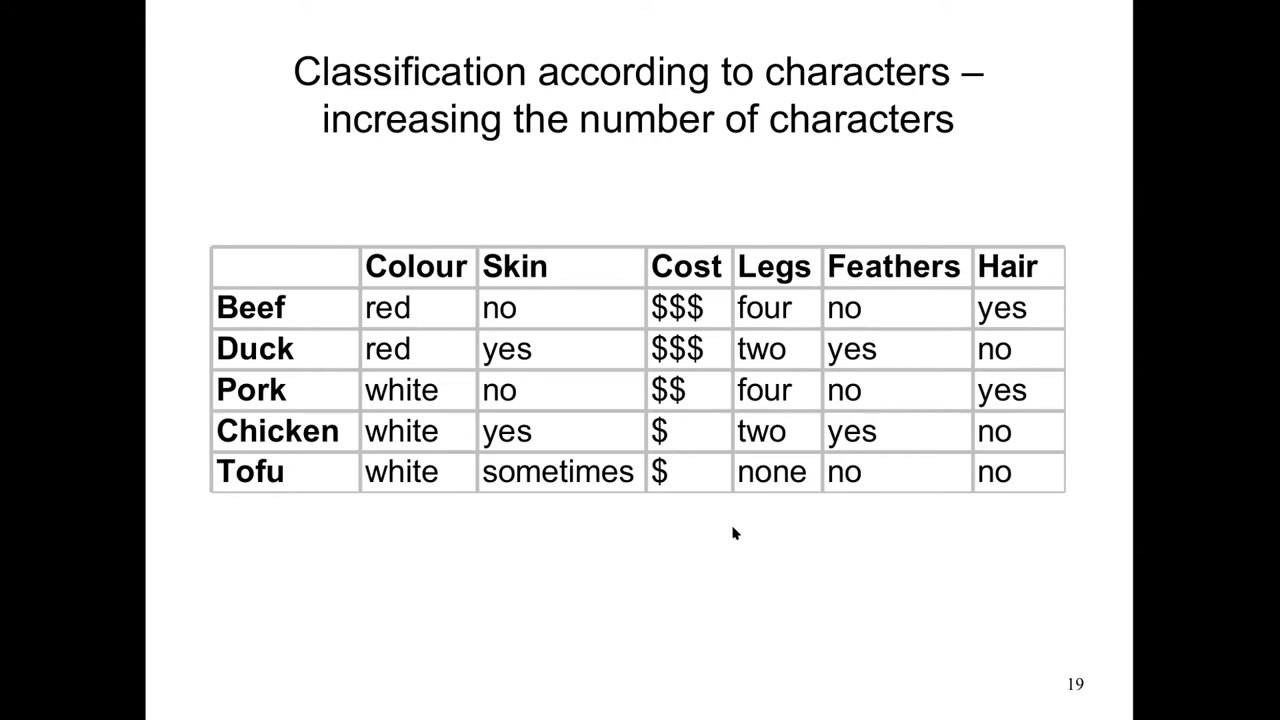 Classification according to characters –
increasing the number of characters
Colour Skin Cost Legs Feathers Hair
Beef red no $$$ four no yes
Duck red yes $$$ two yes no
Pork white no $$ four no yes
Chicken white yes $ two yes no
Tofu white sometimes $ none no no
19